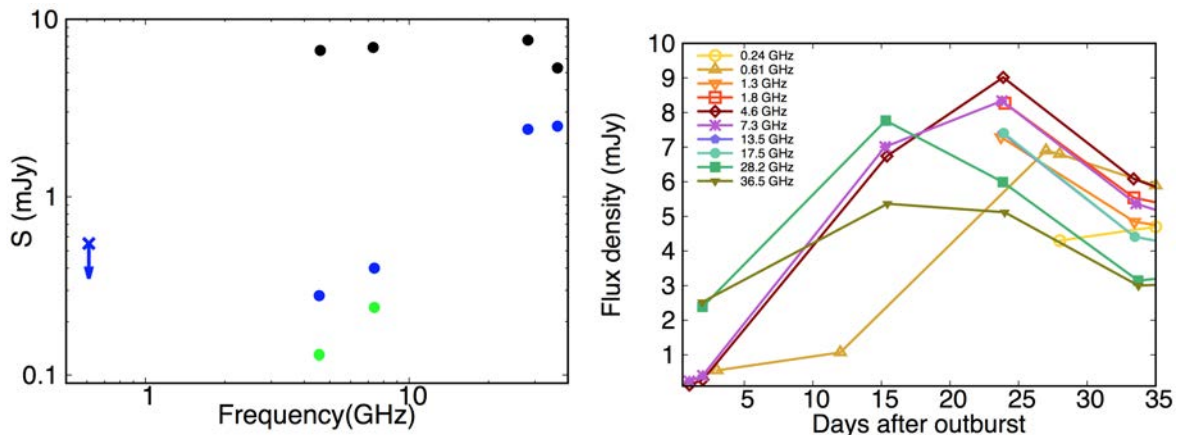 10
1
0.1
S (mJy)
1
10
Frequency(GHz)
10
9
8
7
6
5
4
3
2
1
Flux density (mJy)
0.24 GHz
0.61 GHz
1.3 GHz
1.8 GHz
4.6 GHz
7.3 GHz
13.5 GHz
17.5 GHz
28.2 GHz
36.5 GHz
5
10
15
20
25
30
35
Days after outburst